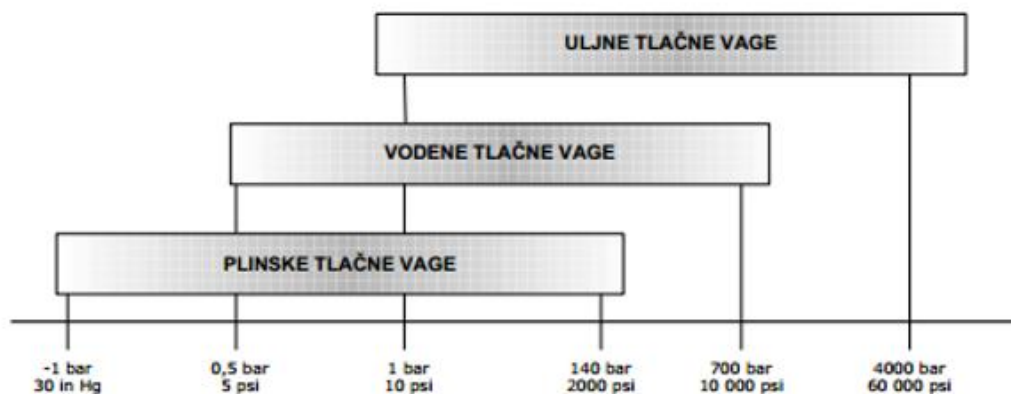 ULJNE TLAČNE VAGE
VODENE TLAČNE VAGE
PLINSKE TLAČNE VAGE
-1 bar 0,5 bar 1 bar 140 bar 700 bar 4000 bar
30 in Hg 5 psi 10 psi 2000 psi 10 000 psi 60 000 psi